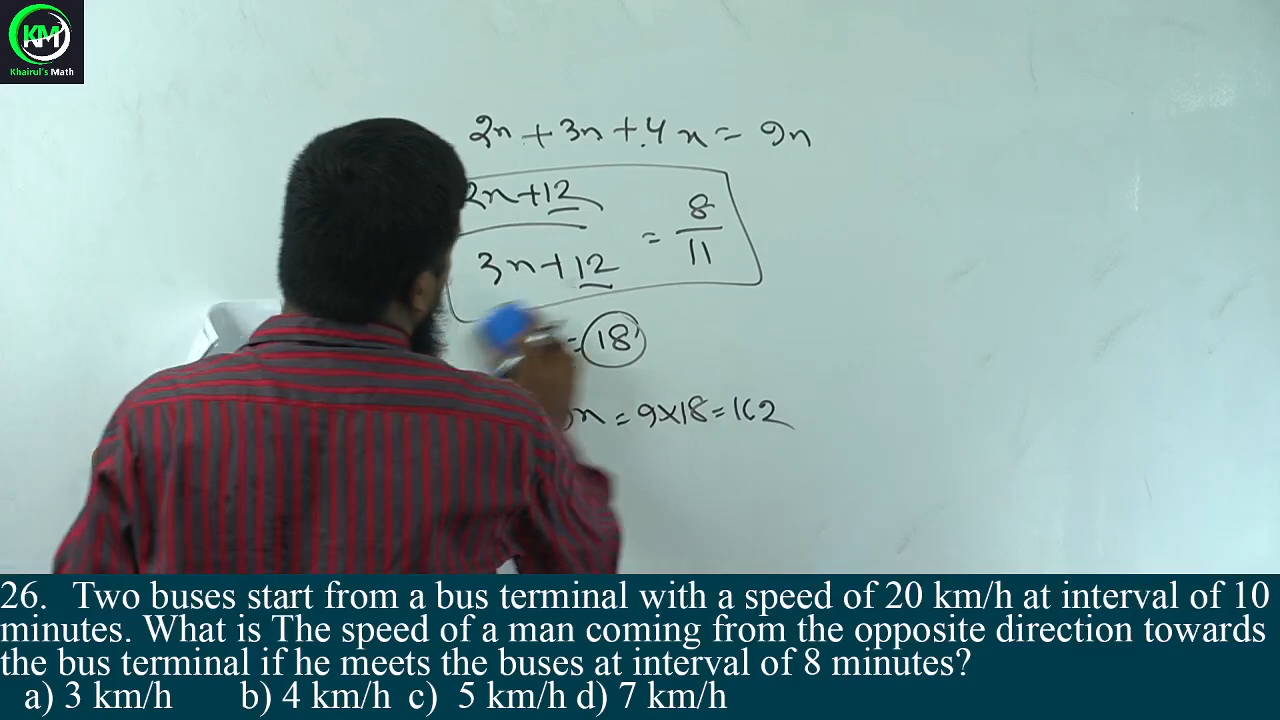 KM
Khairul's Math
2x + 3x + 4x = 9x
2x + 12
3x + 12
= 8
11
= 18
x = 9 x 18 = 162
26. Two buses start from a bus terminal with a speed of 20 km/h at interval of 10
minutes. What is The speed of a man coming from the opposite direction towards
the bus terminal if he meets the buses at interval of 8 minutes?
a) 3 km/h b) 4 km/h c) 5 km/h d) 7 km/h